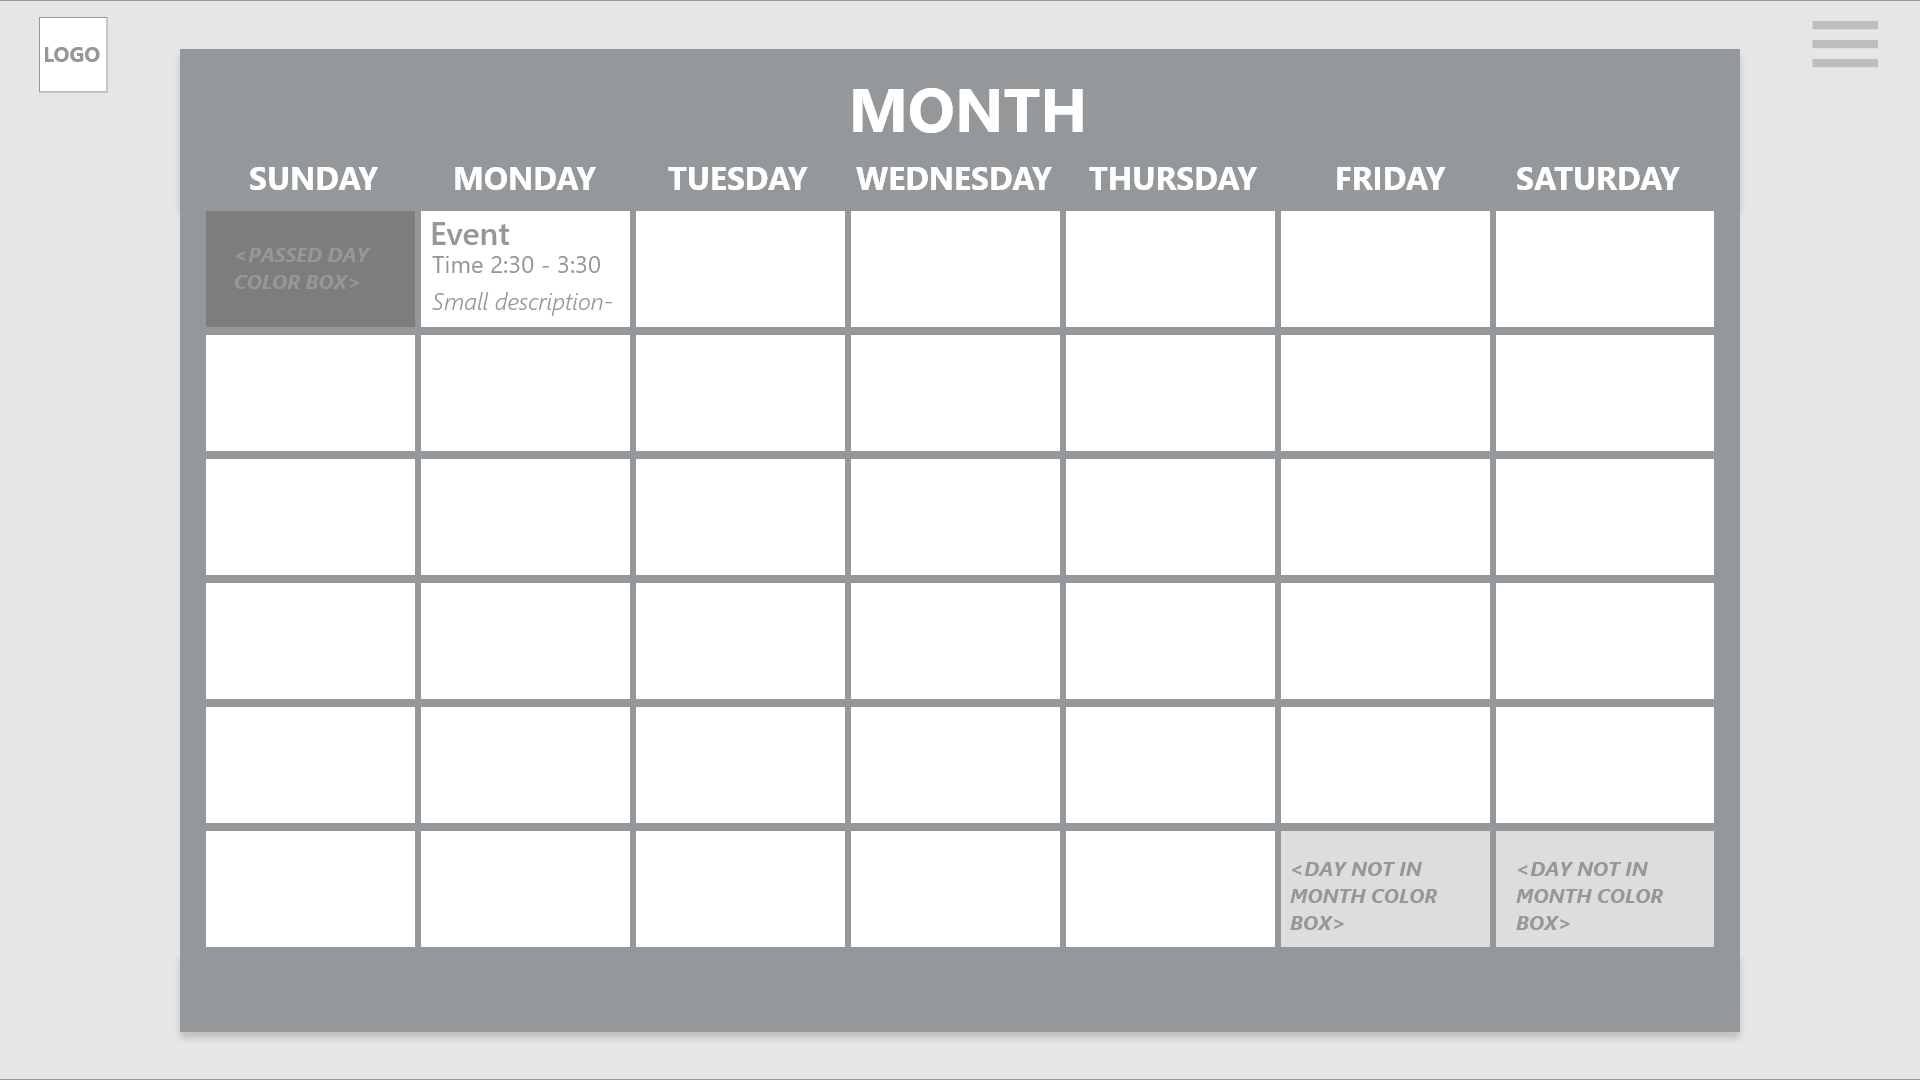 LOGO
MONTH
SUNDAY MONDAY TUESDAY WEDNESDAY THURSDAY FRIDAY SATURDAY
<PASSED DAY
COLOR BOX>
Event
Time 2:30 - 3:30
Small description-
<DAY NOT IN
MONTH COLOR
BOX>
<DAY NOT IN
MONTH COLOR
BOX>